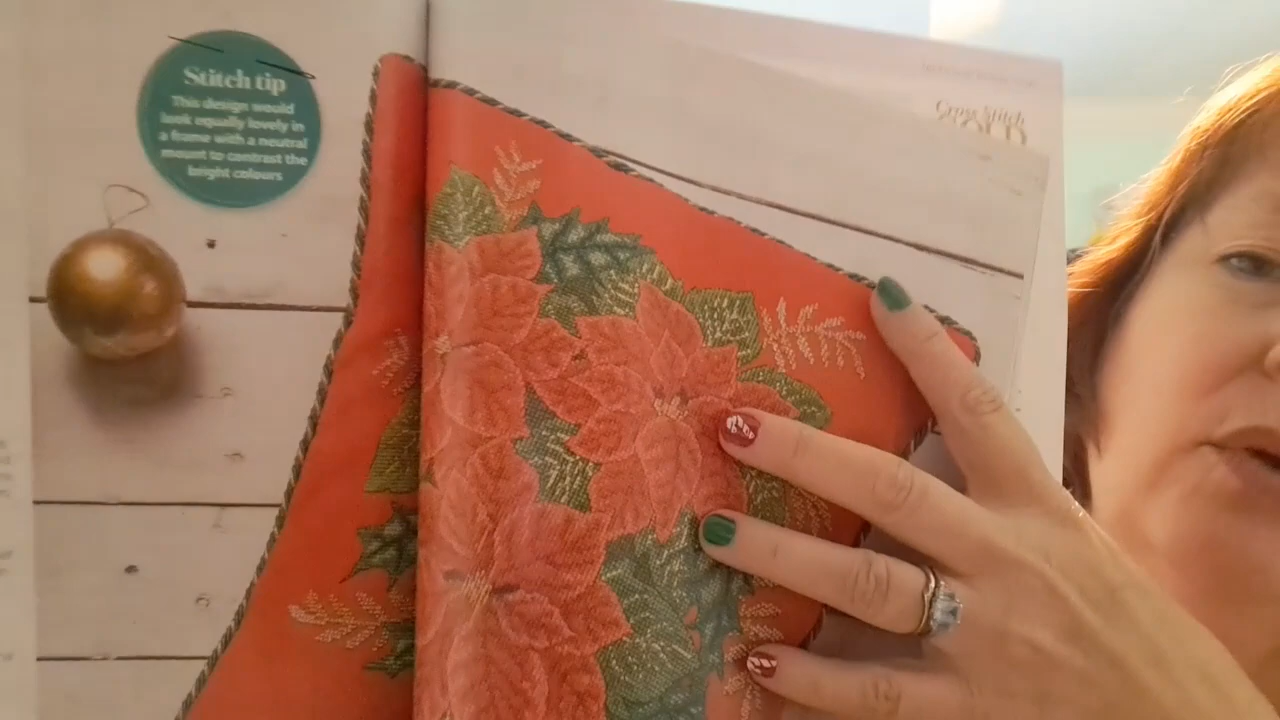 Stitch tip
This design would
look equally lovely in
a frame with a neutral
mount to contrast the
bright colours
Cross Stitch
GOLD